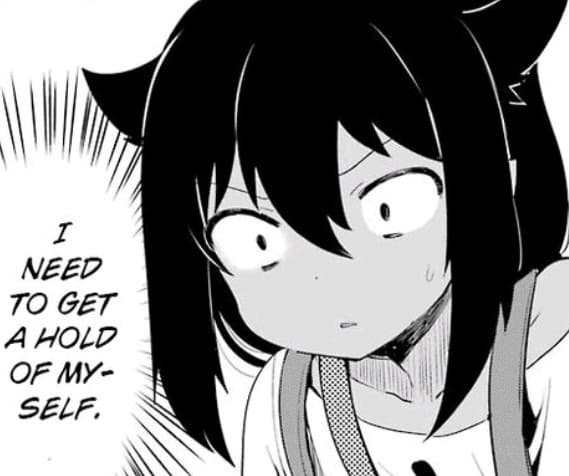 I
NEED
TO GET
A HOLD
OF MY-
SELF.